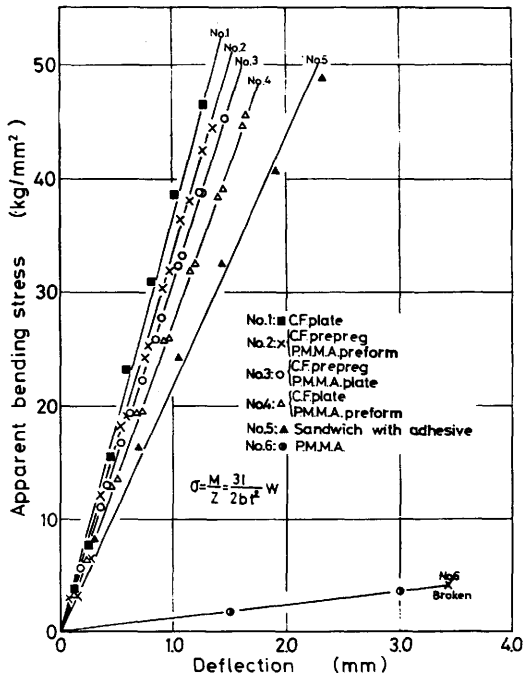 Apparent bending stress (kg/mm²)
50
40
30
20
10
0
No.1
No.2
No.3
No.4
No.5
No.1: ■ C.F. plate
No.2: × C.F. prepreg
P.M.M.A. preform
No.3: ○ C.F. prepreg
P.M.M.A. plate
No.4: △ C.F. plate
P.M.M.A. preform
No.5: ▲ Sandwich with adhesive
No.6: P.M.M.A.
σ = M/Z = 3l/2bt² W
No.6
Broken
0 1.0 2.0 3.0 4.0
Deflection (mm)